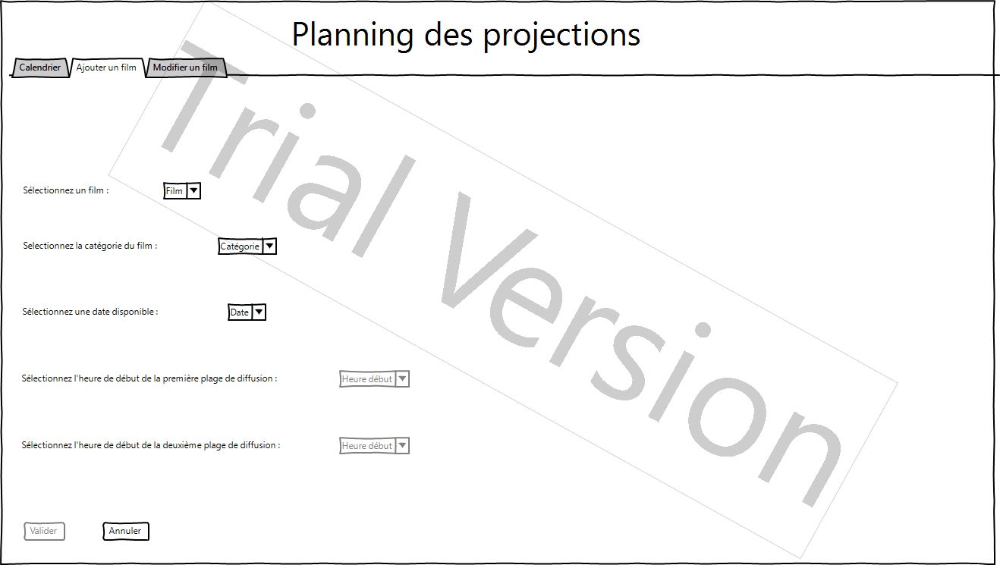 Planning des projections
Calendrier Ajouter un film Modifier un film
Sélectionnez un film : Film
Selectionnez la catégorie du film : Catégorie
Sélectionnez une date disponible : Date
Sélectionnez l'heure de début de la première plage de diffusion : Heure début
Sélectionnez l'heure de début de la deuxième plage de diffusion : Heure début
Valider Annuler
Trial Version